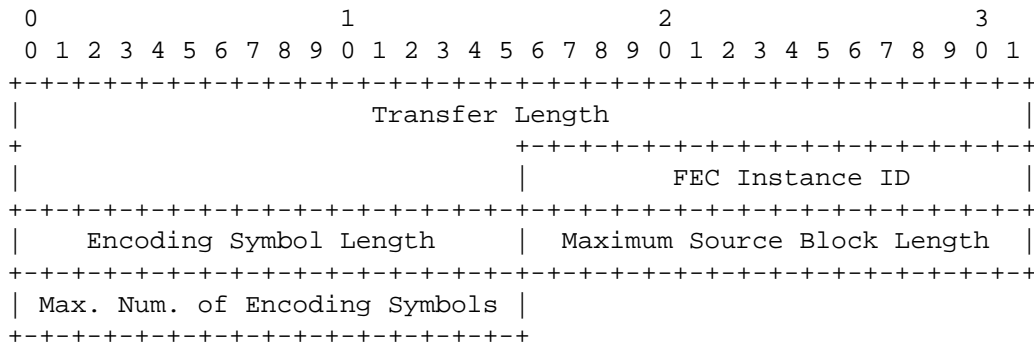 0                   1                   2                   3
 0 1 2 3 4 5 6 7 8 9 0 1 2 3 4 5 6 7 8 9 0 1 2 3 4 5 6 7 8 9 0 1
+-+-+-+-+-+-+-+-+-+-+-+-+-+-+-+-+-+-+-+-+-+-+-+-+-+-+-+-+-+-+-+-+
|                      Transfer Length                          |
+                               +-+-+-+-+-+-+-+-+-+-+-+-+-+-+-+-+
|                               |         FEC Instance ID       |
+-+-+-+-+-+-+-+-+-+-+-+-+-+-+-+-+-+-+-+-+-+-+-+-+-+-+-+-+-+-+-+-+
|    Encoding Symbol Length     |  Maximum Source Block Length  |
+-+-+-+-+-+-+-+-+-+-+-+-+-+-+-+-+-+-+-+-+-+-+-+-+-+-+-+-+-+-+-+-+
| Max. Num. of Encoding Symbols |
+-+-+-+-+-+-+-+-+-+-+-+-+-+-+-+-+